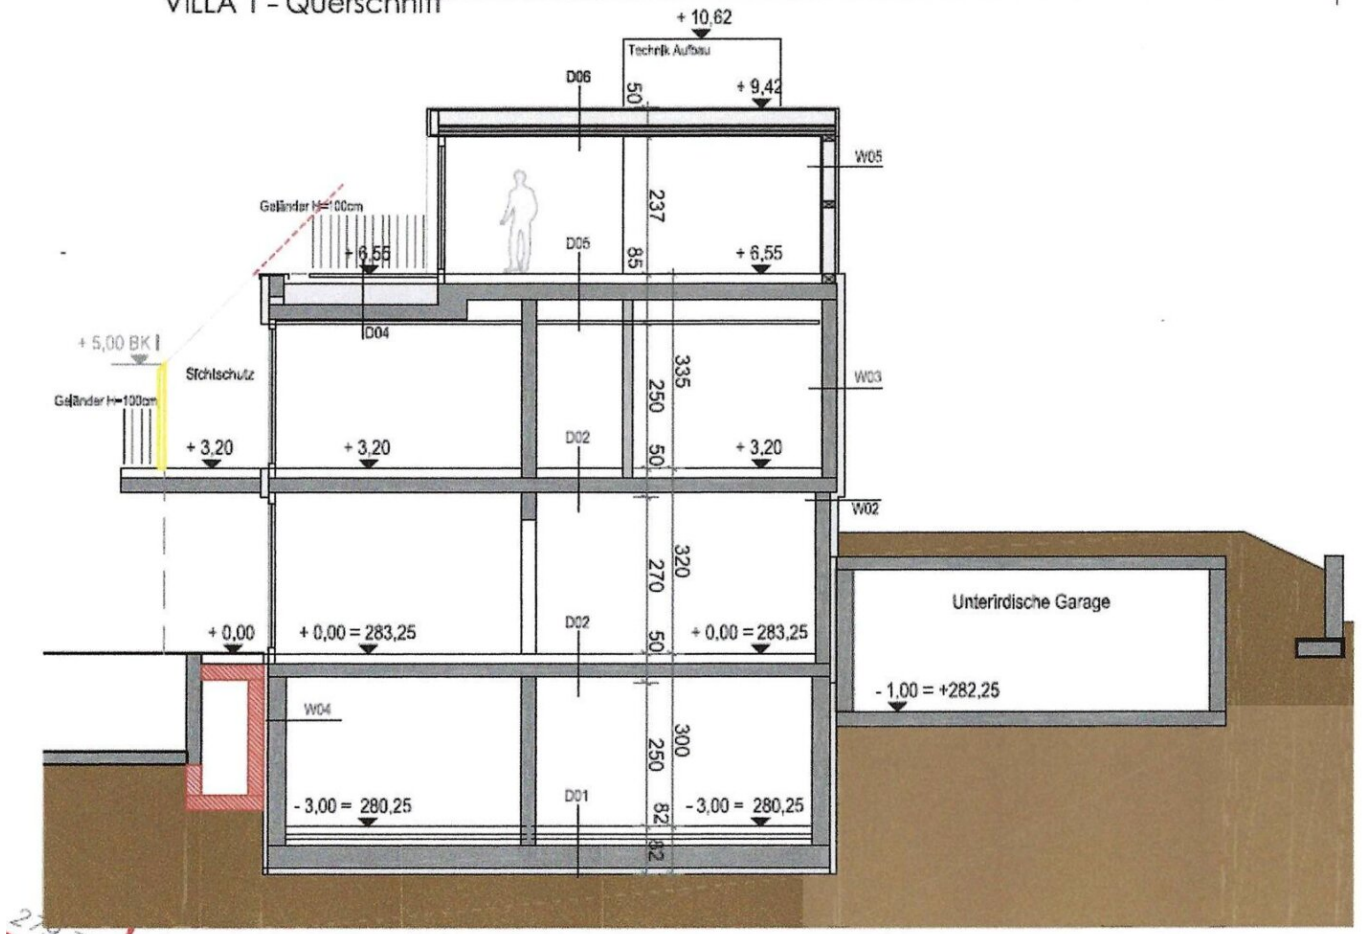 VILLA 1 - Querschnitt
+ 10,62
Technik Aufbau
D06
50
+ 9,42
W05
Geländer H=100cm
237
D05
85
+ 6,55
+ 6,55
D04
+ 5,00 BK
Sichtschutz
335
W03
Geländer H=100cm
250
D02
+ 3,20
+ 3,20
50
+ 3,20
W02
320
270
Unterirdische Garage
D02
+ 0,00
+ 0,00 = 283,25
50
+ 0,00 = 283,25
- 1,00 = +282,25
W04
300
250
D01
- 3,00 = 280,25
82
- 3,00 = 280,25
82